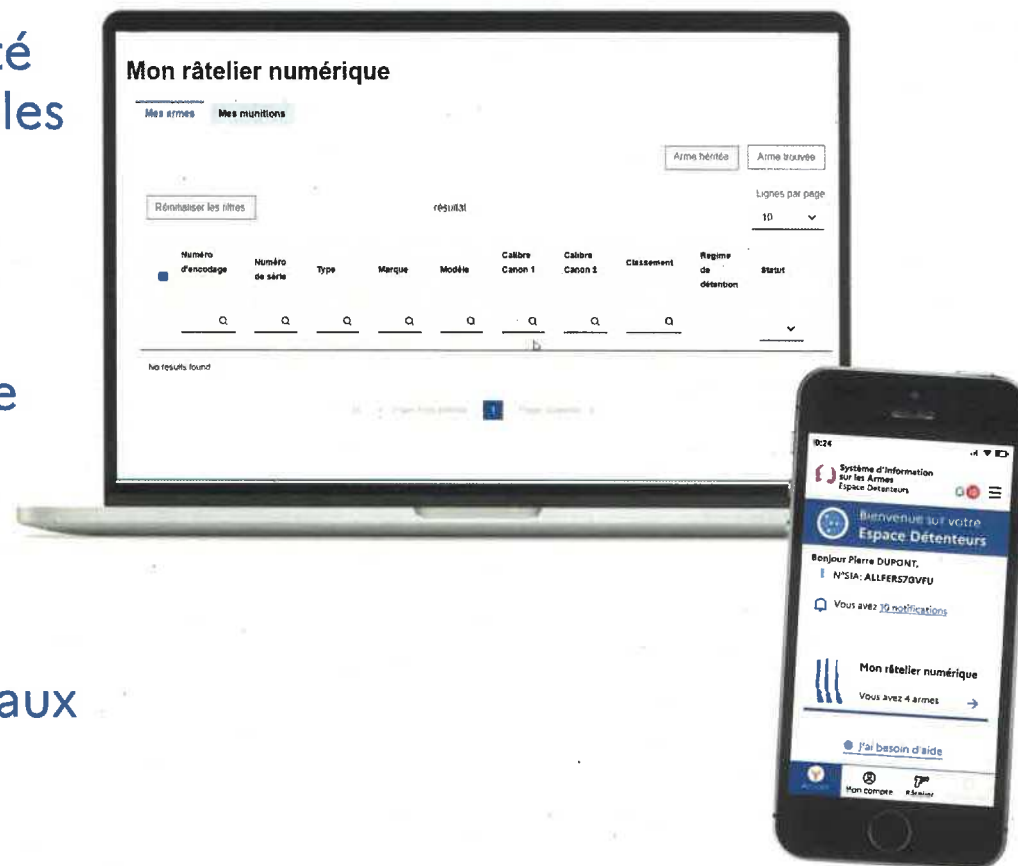 té
les
e
aux
Mon râtelier numérique
Mes armes Mes munitions
Arme héritée Arme trouvée
Réinitialiser les filtres résultat Lignes par page
10
Numéro d'encodage
Numéro de série
Type
Marque
Modèle
Calibre Canon 1
Calibre Canon 2
Classement
Regime de détention
Statut
No results found
1
Système d'Information
sur les Armes
Espace Détenteurs
Bienvenue sur votre
Espace Détenteurs
Bonjour Pierre DUPONT,
N°SIA: ALLFERS7GVFU
Vous avez 10 notifications
Mon râtelier numérique
Vous avez 4 armes
J'ai besoin d'aide
Mon compte Râtelier